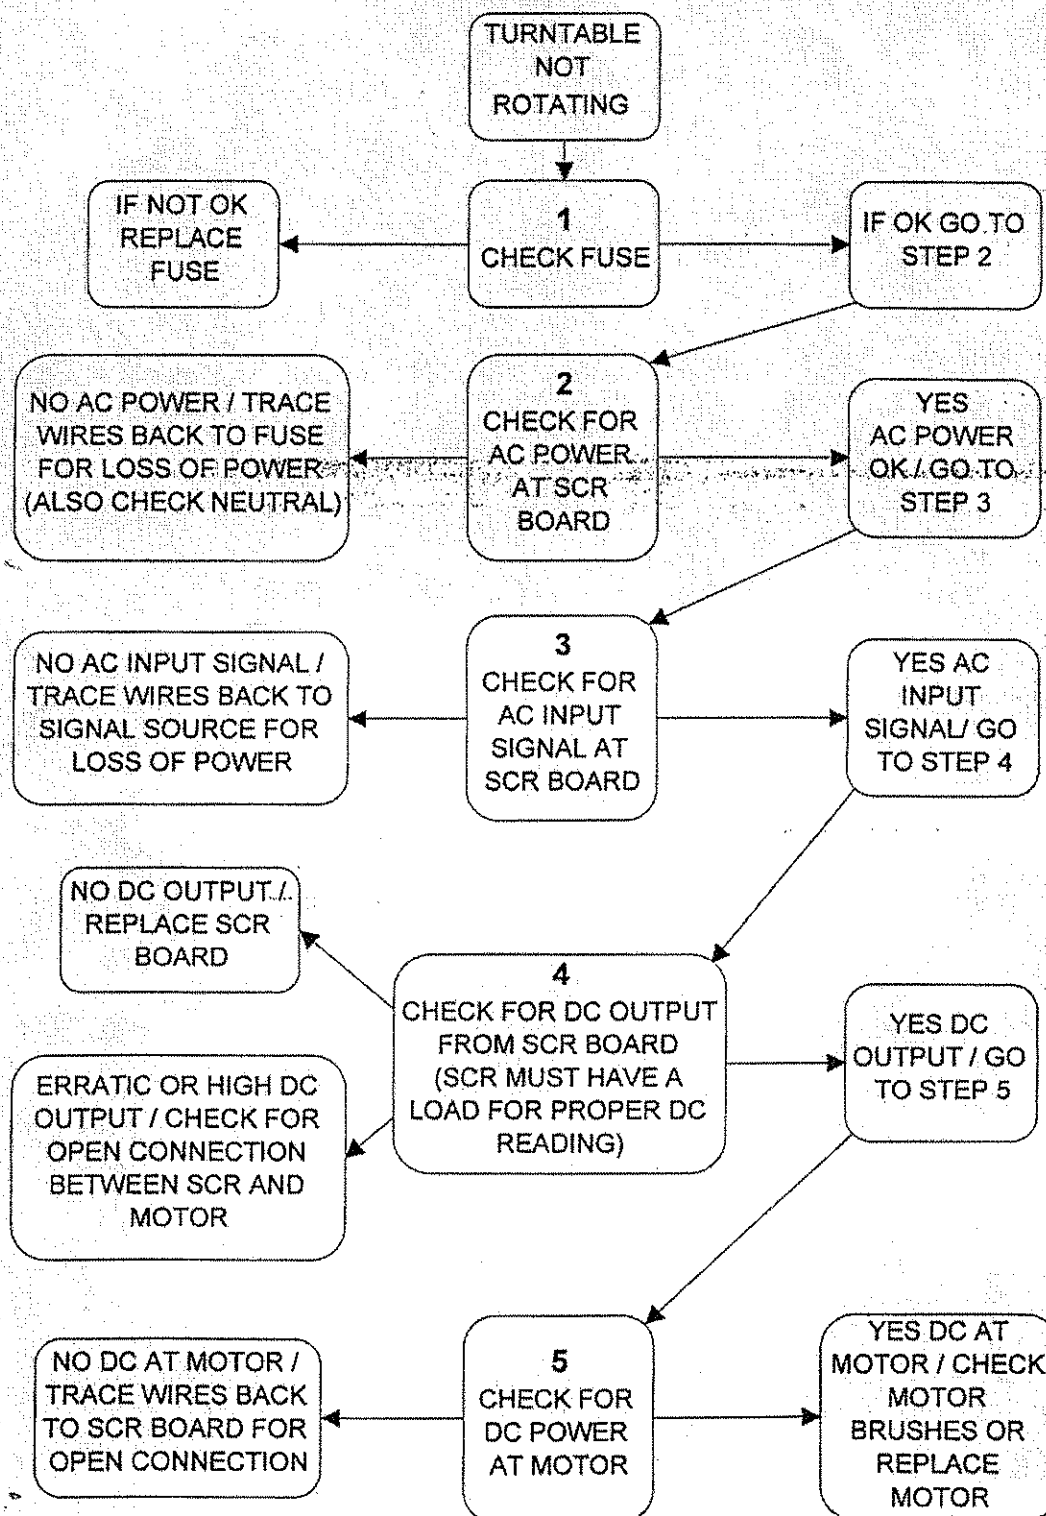 TURNTABLE
NOT
ROTATING
IF NOT OK
REPLACE
FUSE
1
CHECK FUSE
IF OK GO TO
STEP 2
NO AC POWER / TRACE
WIRES BACK TO FUSE
FOR LOSS OF POWER
(ALSO CHECK NEUTRAL)
2
CHECK FOR
AC POWER
AT SCR
BOARD
YES
AC POWER
OK / GO TO
STEP 3
NO AC INPUT SIGNAL /
TRACE WIRES BACK TO
SIGNAL SOURCE FOR
LOSS OF POWER
3
CHECK FOR
AC INPUT
SIGNAL AT
SCR BOARD
YES AC
INPUT
SIGNAL/ GO
TO STEP 4
NO DC OUTPUT /
REPLACE SCR
BOARD
ERRATIC OR HIGH DC
OUTPUT / CHECK FOR
OPEN CONNECTION
BETWEEN SCR AND
MOTOR
4
CHECK FOR DC OUTPUT
FROM SCR BOARD
(SCR MUST HAVE A
LOAD FOR PROPER DC
READING)
YES DC
OUTPUT / GO
TO STEP 5
NO DC AT MOTOR /
TRACE WIRES BACK
TO SCR BOARD FOR
OPEN CONNECTION
5
CHECK FOR
DC POWER
AT MOTOR
YES DC AT
MOTOR / CHECK
MOTOR
BRUSHES OR
REPLACE
MOTOR